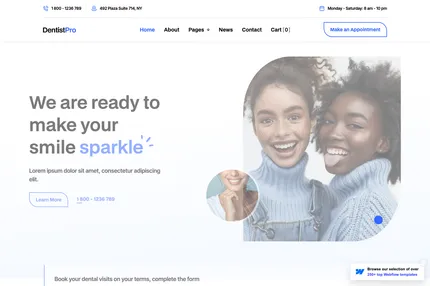 1 800 - 1236 789
492 Plaza Suite 714, NY
Monday - Saturday: 8 am - 10 pm
DentistPro
Home
About
Pages
News
Contact
Cart ( 0 )
Make an Appointment
We are ready to
make your
smile sparkle
Lorem ipsum dolor sit amet, consectetur adipiscing
elit.
Learn More
1 800 - 1236 789
Browse our selection of over
200+ top Webflow templates
Book your dental visits on your terms, complete the form